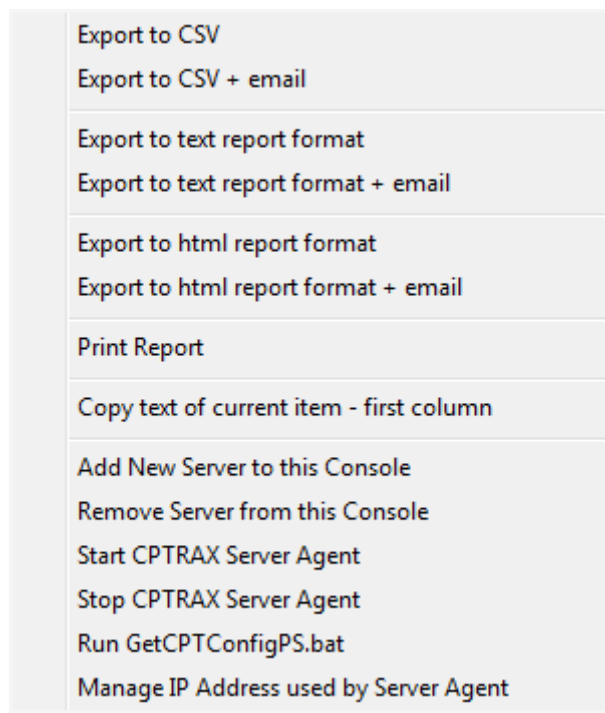 Export to CSV
Export to CSV + email
Export to text report format
Export to text report format + email
Export to html report format
Export to html report format + email
Print Report
Copy text of current item - first column
Add New Server to this Console
Remove Server from this Console
Start CPTRAX Server Agent
Stop CPTRAX Server Agent
Run GetCPTConfigPS.bat
Manage IP Address used by Server Agent